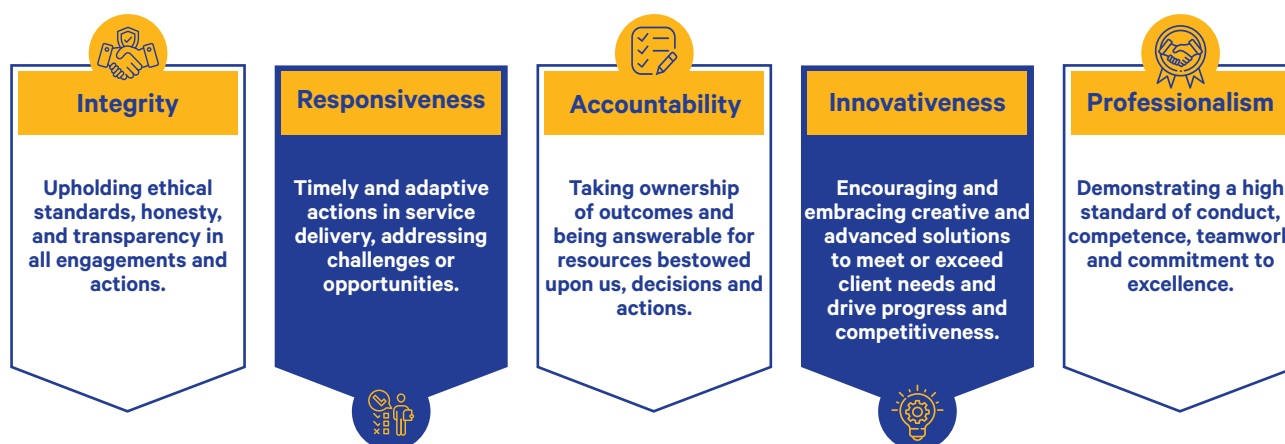 Integrity
Upholding ethical
standards, honesty,
and transparency in
all engagements and
actions.
Responsiveness
Timely and adaptive
actions in service
delivery, addressing
challenges or
opportunities.
Accountability
Taking ownership
of outcomes and
being answerable for
resources bestowed
upon us, decisions and
actions.
Innovativeness
Encouraging and
embracing creative and
advanced solutions
to meet or exceed
client needs and
drive progress and
competitiveness.
Professionalism
Demonstrating a high
standard of conduct,
competence, teamwork
and commitment to
excellence.